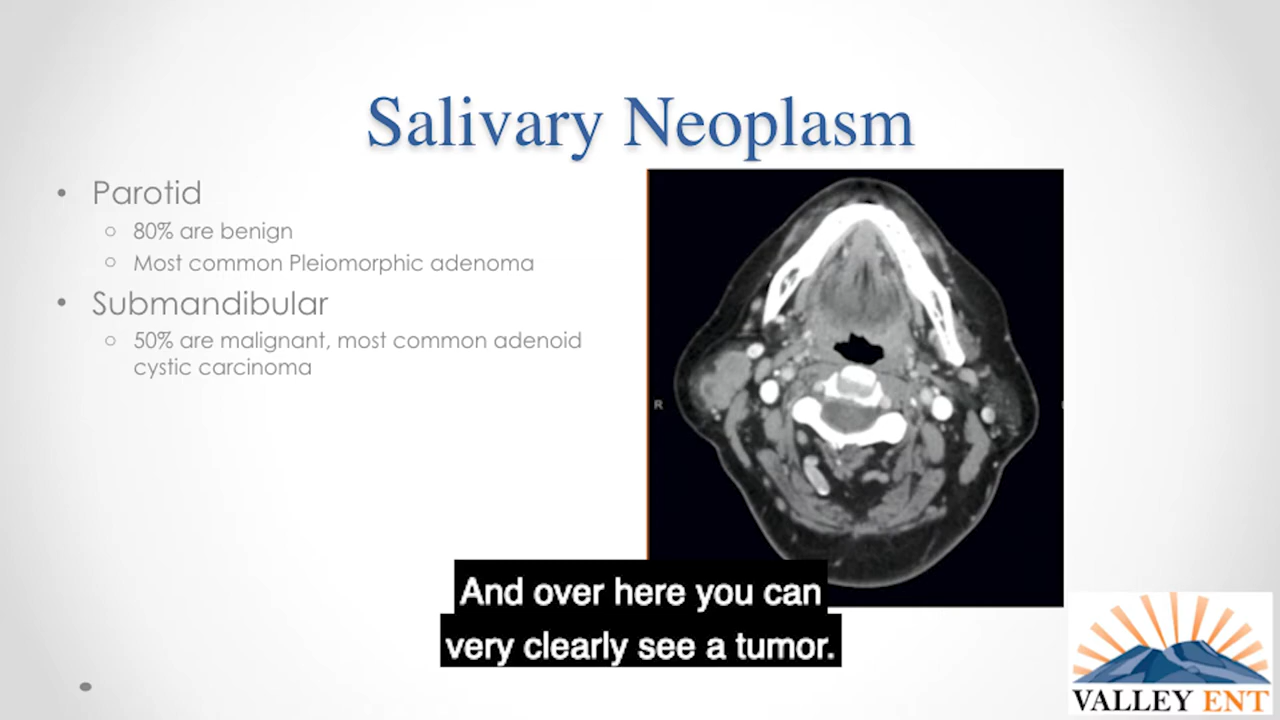 Salivary Neoplasm
• Parotid
○ 80% are benign
○ Most common Pleiomorphic adenoma
• Submandibular
○ 50% are malignant, most common adenoid
cystic carcinoma
R
And over here you can
very clearly see a tumor.
VALLEY ENT